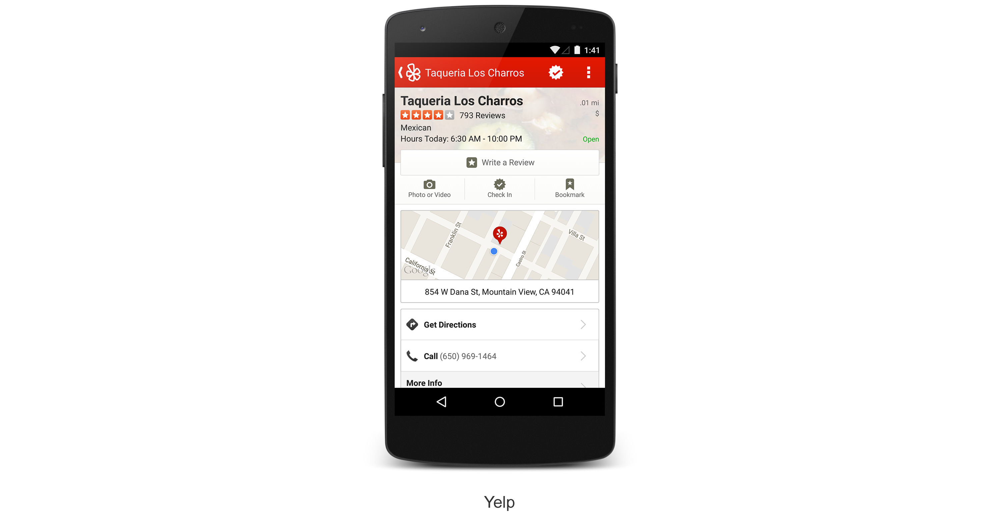 1:41
Taqueria Los Charros
Taqueria Los Charros
.01 mi
793 Reviews
$
Mexican
Hours Today: 6:30 AM - 10:00 PM
Open
Write a Review
Photo or Video
Check In
Bookmark
Franklin St
Villa St
Castro St
California St
Google
854 W Dana St, Mountain View, CA 94041
Get Directions
Call (650) 969-1464
More Info
Yelp